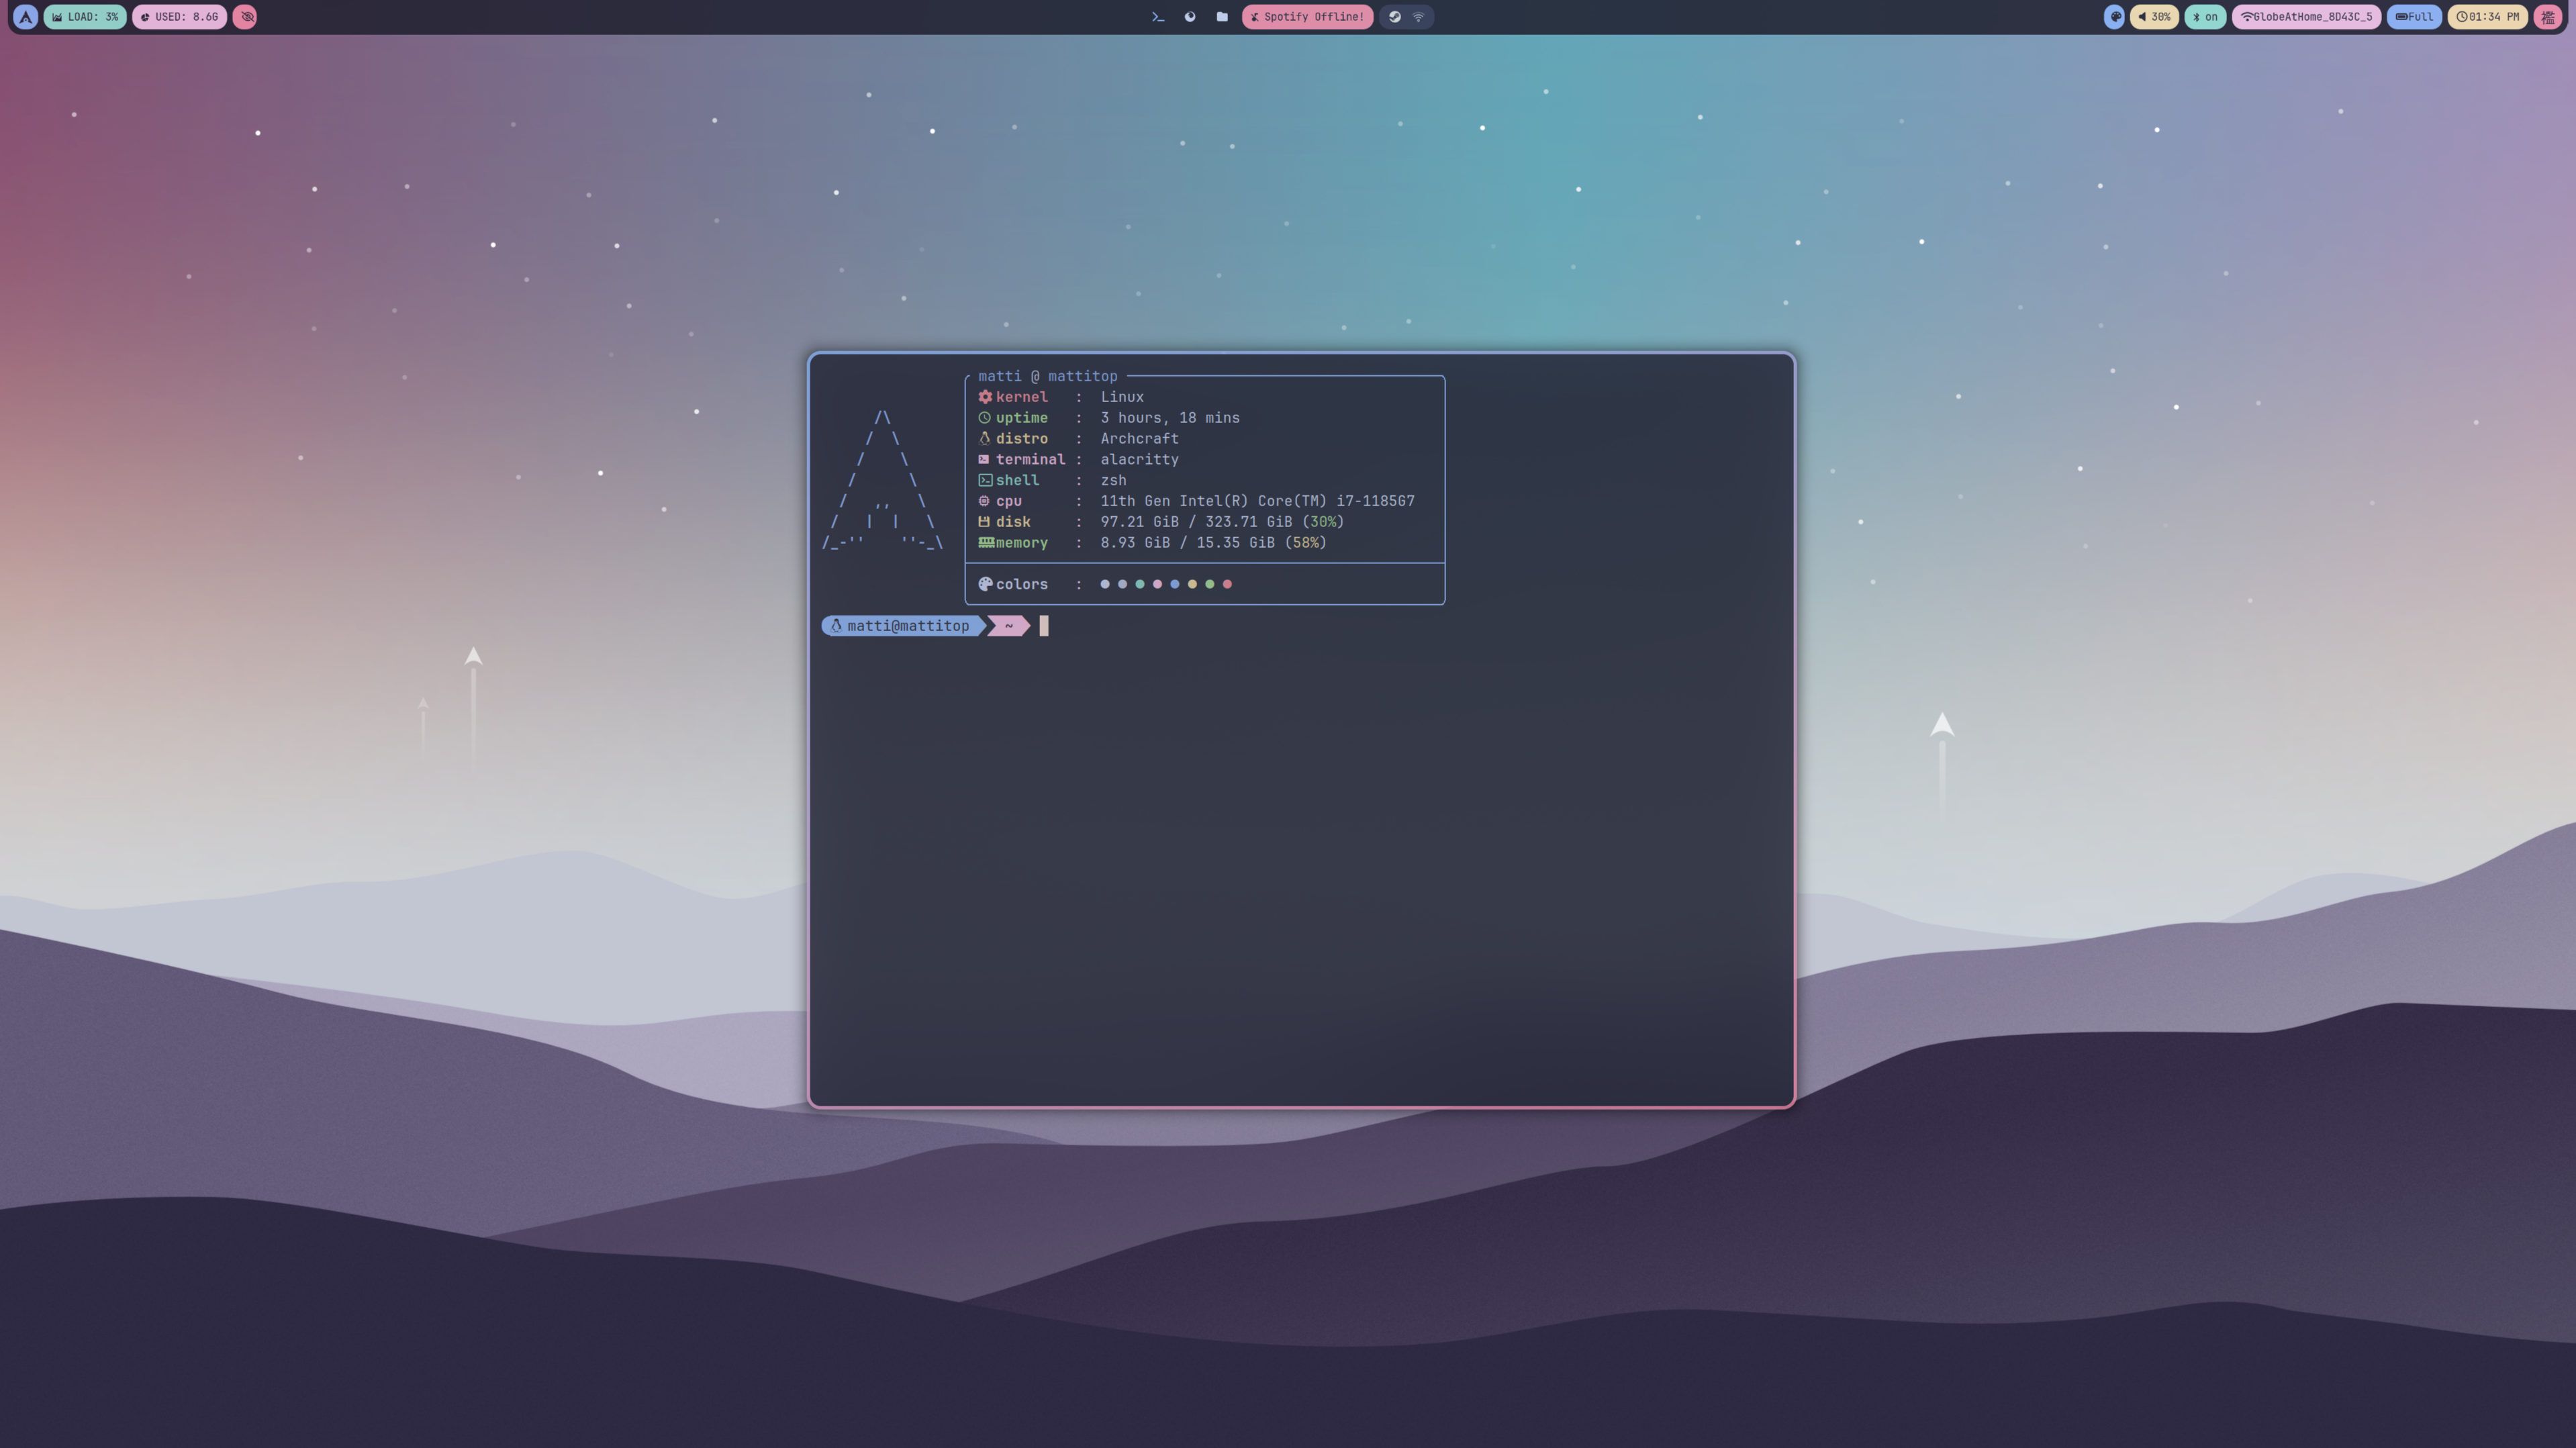 LOAD: 3% USED: 8.6G Spotify Offline! 30% on GlobeAtHome_8D43C_5 Full 01:34 PM
matti @ mattitop
kernel : Linux
uptime : 3 hours, 18 mins
distro : Archcraft
terminal : alacritty
shell : zsh
cpu : 11th Gen Intel(R) Core(TM) i7-1185G7
disk : 97.21 GiB / 323.71 GiB (30%)
memory : 8.93 GiB / 15.35 GiB (58%)
colors :
matti@mattitop ~